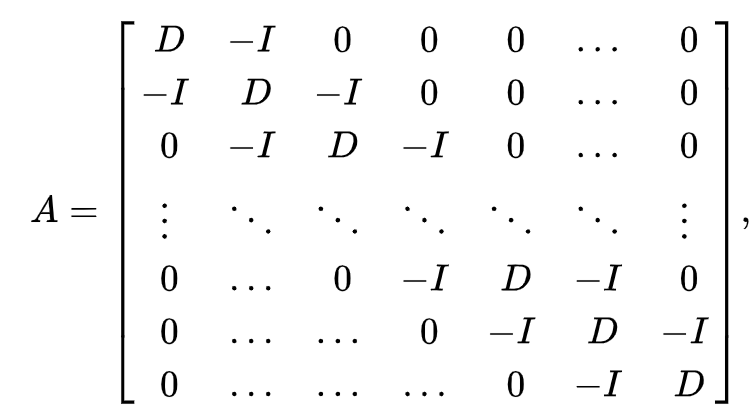 D −I 0 0 0 … 0
−I D −I 0 0 … 0
0 −I D −I 0 … 0
A = ⋮ ⋱ ⋱ ⋱ ⋱ ⋱ ⋮ ,
0 … 0 −I D −I 0
0 … … 0 −I D −I
0 … … … 0 −I D